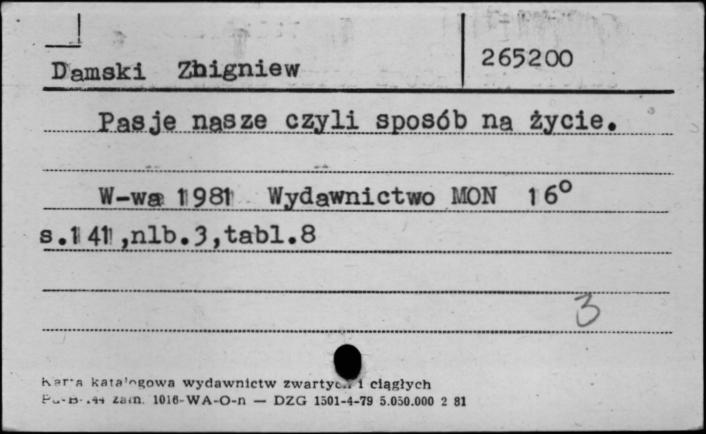 Damski Zbigniew
265200
Pasje nasze czyli sposób na życie.
W-wa 1981 Wydawnictwo MON 16°
s.141,nlb.3,tabl.8
3
Karta katalogowa wydawnictw zwartych i ciągłych
zam. 1016-WA-O-n — DZG 1501-4-79 5.050.000 2 81